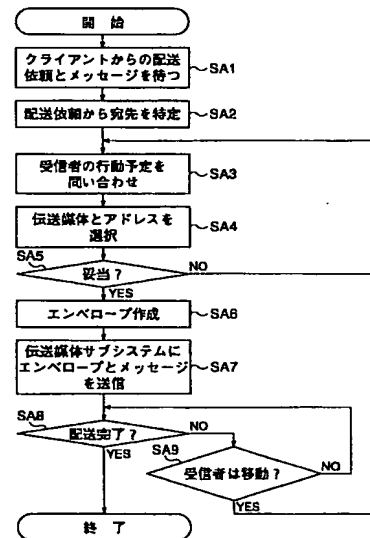 開 始
クライアントからの配送
依頼とメッセージを待つ
SA1
配送依頼から宛先を特定
SA2
受信者の行動予定を
問い合わせ
SA3
伝送媒体とアドレスを
選択
SA4
SA5
妥当？
NO
YES
エンベロープ作成
SA6
伝送媒体サブシステムに
エンベロープとメッセージ
を送信
SA7
SA8
配送完了？
NO
YES
SA9
受信者は移動？
NO
YES
終 了